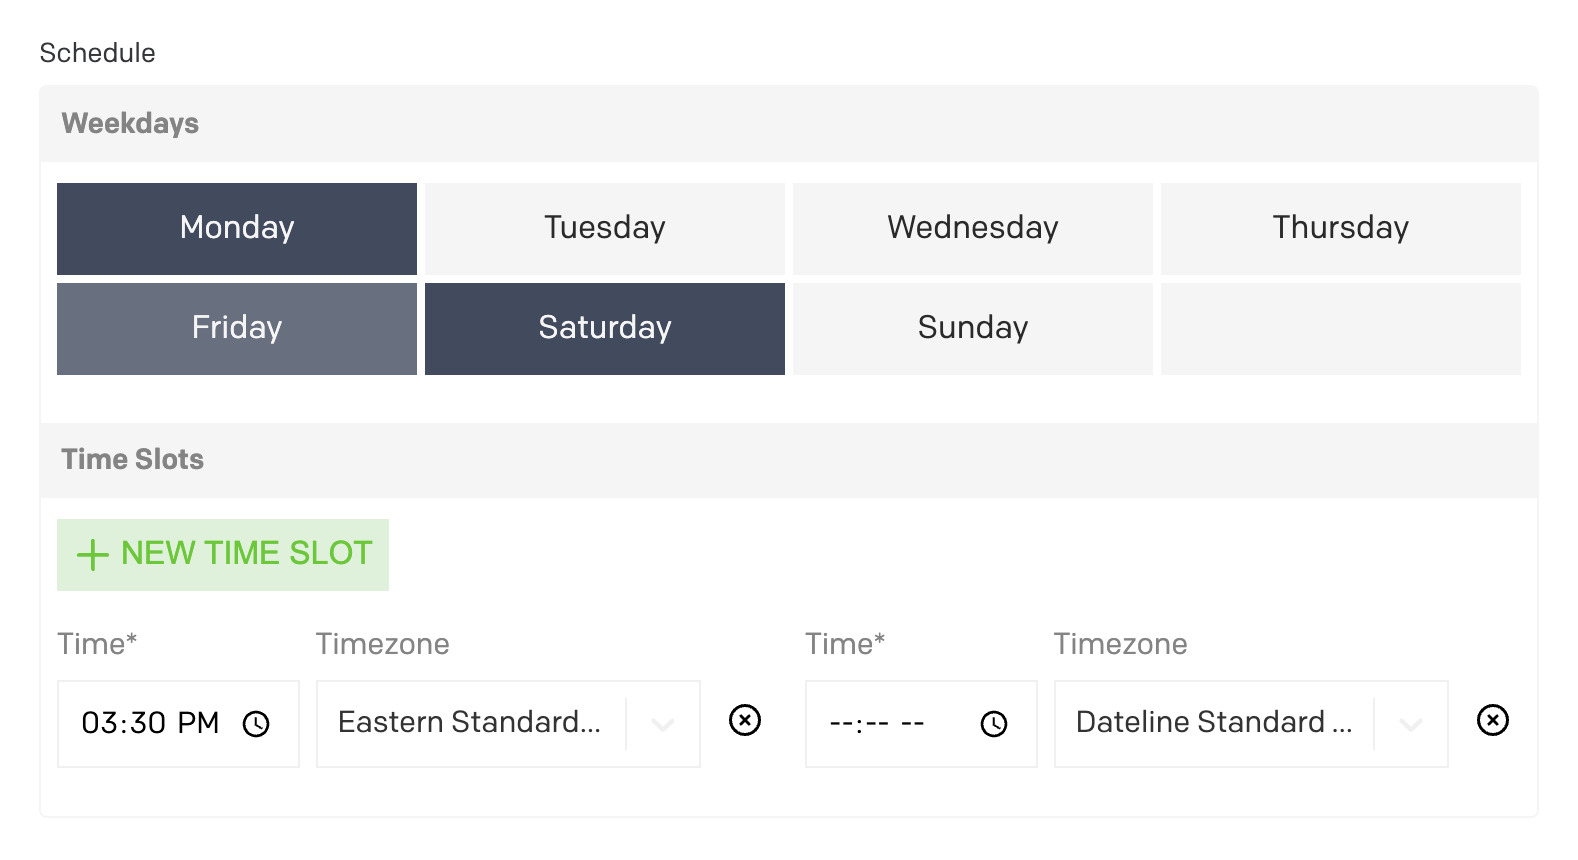 Schedule
Weekdays
Monday Tuesday Wednesday Thursday
Friday Saturday Sunday
Time Slots
+ NEW TIME SLOT
Time* Timezone Time* Timezone
03:30 PM Eastern Standard... --:-- -- Dateline Standard ...